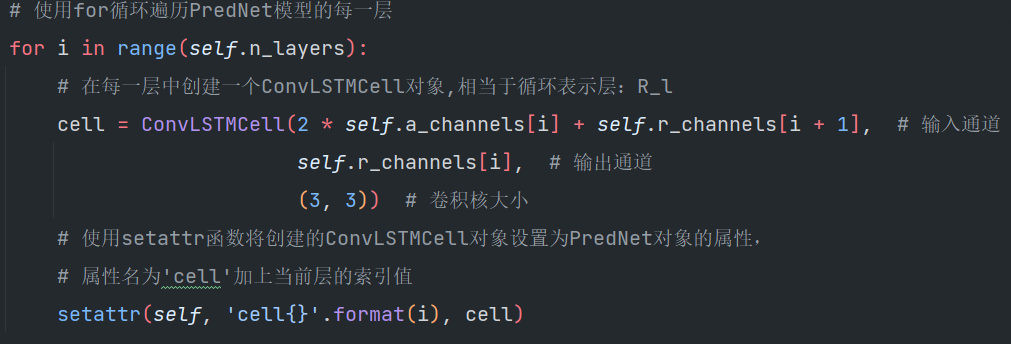 # 使用for循环遍历PredNet模型的每一层
for i in range(self.n_layers):
    # 在每一层中创建一个ConvLSTMCell对象,相当于循环表示层：R_l
    cell = ConvLSTMCell(2 * self.a_channels[i] + self.r_channels[i + 1],  # 输入通道
                        self.r_channels[i],  # 输出通道
                        (3, 3))  # 卷积核大小
    # 使用setattr函数将创建的ConvLSTMCell对象设置为PredNet对象的属性，
    # 属性名为'cell'加上当前层的索引值
    setattr(self, 'cell{}'.format(i), cell)